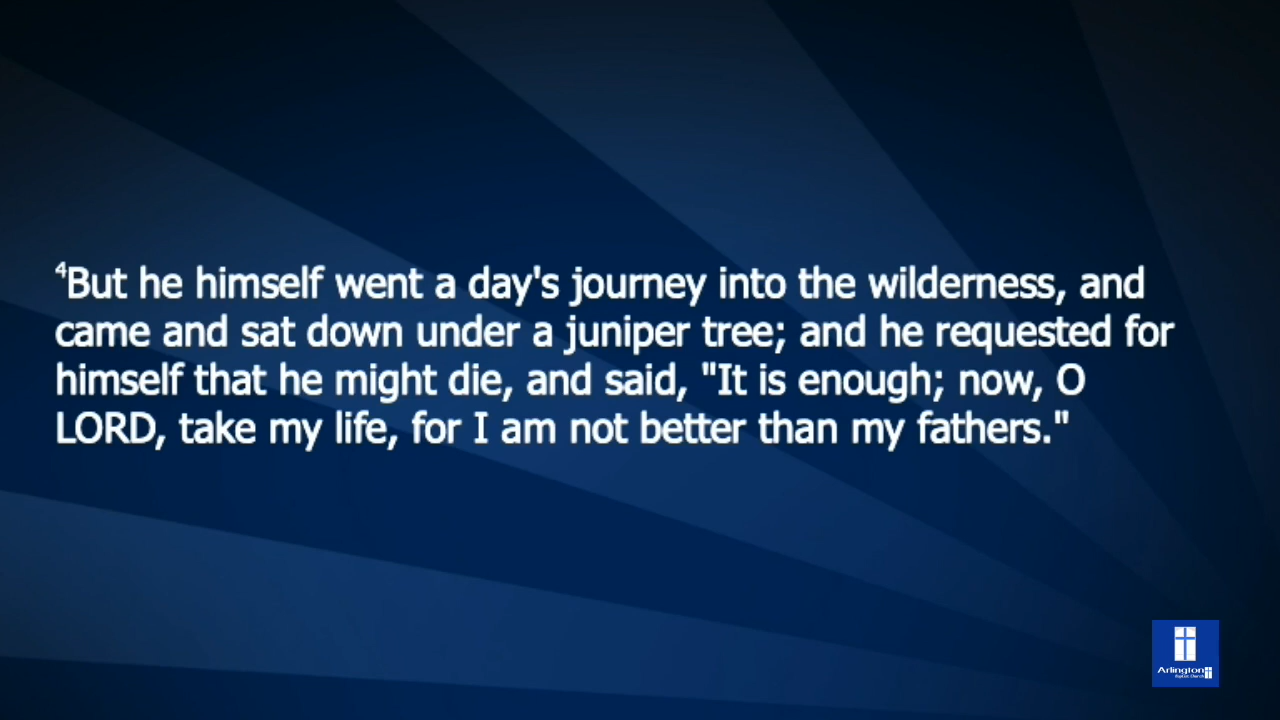 ⁴But he himself went a day's journey into the wilderness, and
came and sat down under a juniper tree; and he requested for
himself that he might die, and said, "It is enough; now, O
LORD, take my life, for I am not better than my fathers."
Arlington
Baptist Church